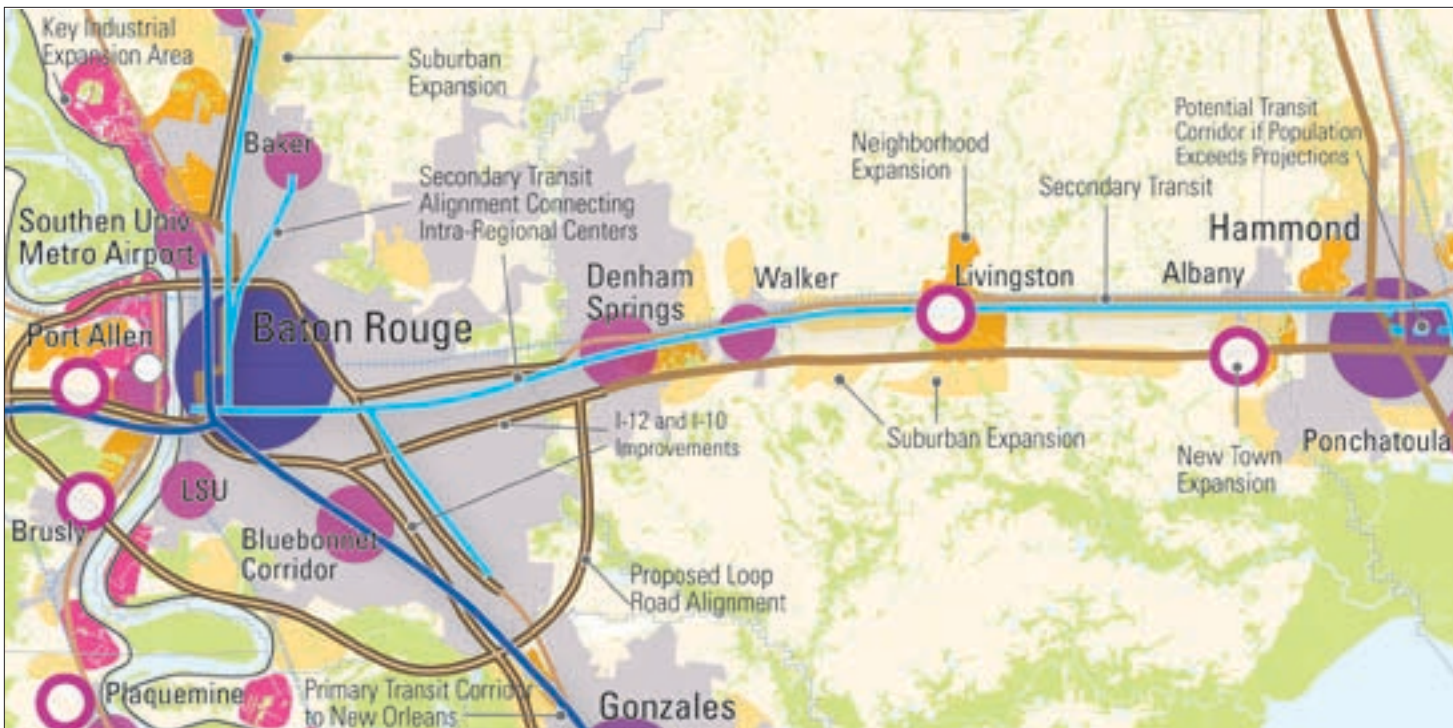 Key Industrial
Expansion Area
Suburban
Expansion
Baker
Secondary Transit
Alignment Connecting
Intra-Regional Centers
Neighborhood
Expansion
Potential Transit
Corridor if Population
Exceeds Projections
Secondary Transit
Southen Univ.
Metro Airport
Hammond
Denham
Springs
Walker
Livingston
Albany
Port Allen
Baton Rouge
I-12 and I-10
Improvements
Suburban Expansion
New Town
Expansion
Ponchatoula
LSU
Brusly
Bluebonnet
Corridor
Proposed Loop
Road Alignment
Plaquemine
Primary Transit Corridor
to New Orleans
Gonzales